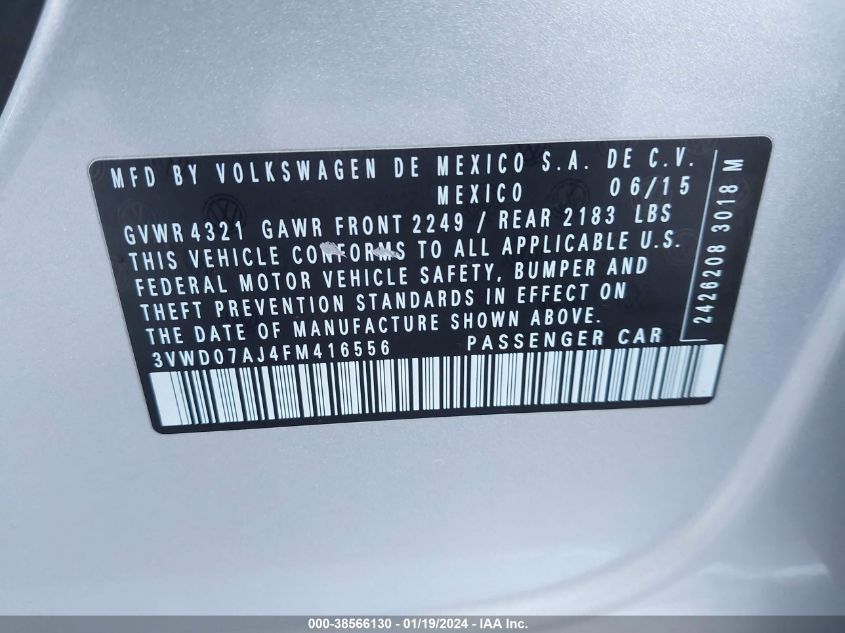 MFD BY VOLKSWAGEN DE MEXICO S.A. DE C.V.
MEXICO 06/15
GVWR 4321 GAWR FRONT 2249 / REAR 2183 LBS
THIS VEHICLE CONFORMS TO ALL APPLICABLE U.S.
FEDERAL MOTOR VEHICLE SAFETY, BUMPER AND
THEFT PREVENTION STANDARDS IN EFFECT ON
THE DATE OF MANUFACTURE SHOWN ABOVE.
3VWD07AJ4FM416556 PASSENGER CAR
2426208 3018 M
000-38566130 - 01/19/2024 - IAA Inc.